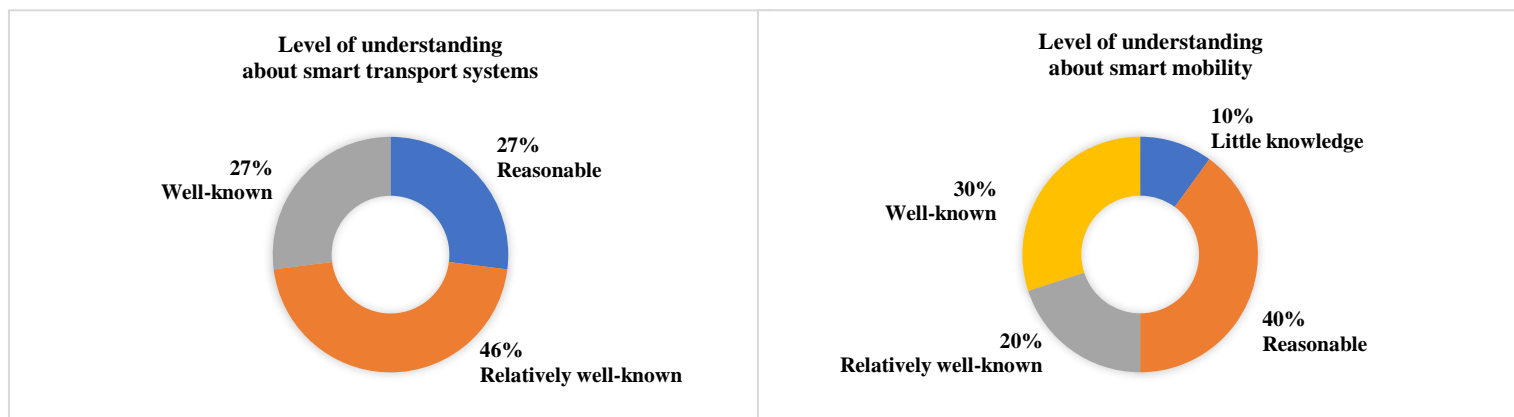 Level of understanding
about smart transport systems
27%
Reasonable
27%
Well-known
46%
Relatively well-known
Level of understanding
about smart mobility
10%
Little knowledge
30%
Well-known
40%
Reasonable
20%
Relatively well-known